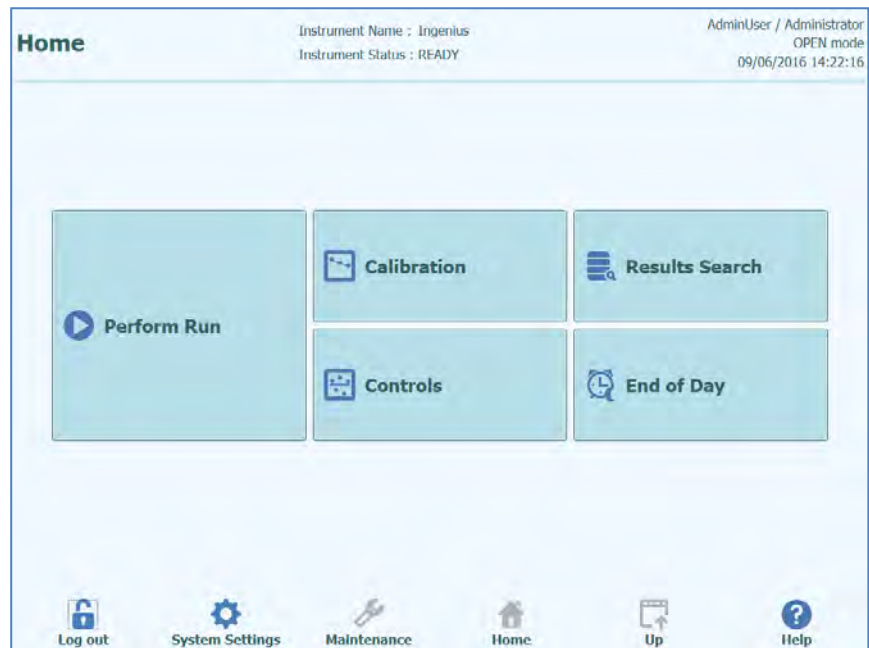 Home
Instrument Name : Ingenius
Instrument Status : READY
AdminUser / Administrator
OPEN mode
09/06/2016 14:22:16
Perform Run
Calibration
Results Search
Controls
End of Day
Log out
System Settings
Maintenance
Home
Up
Help